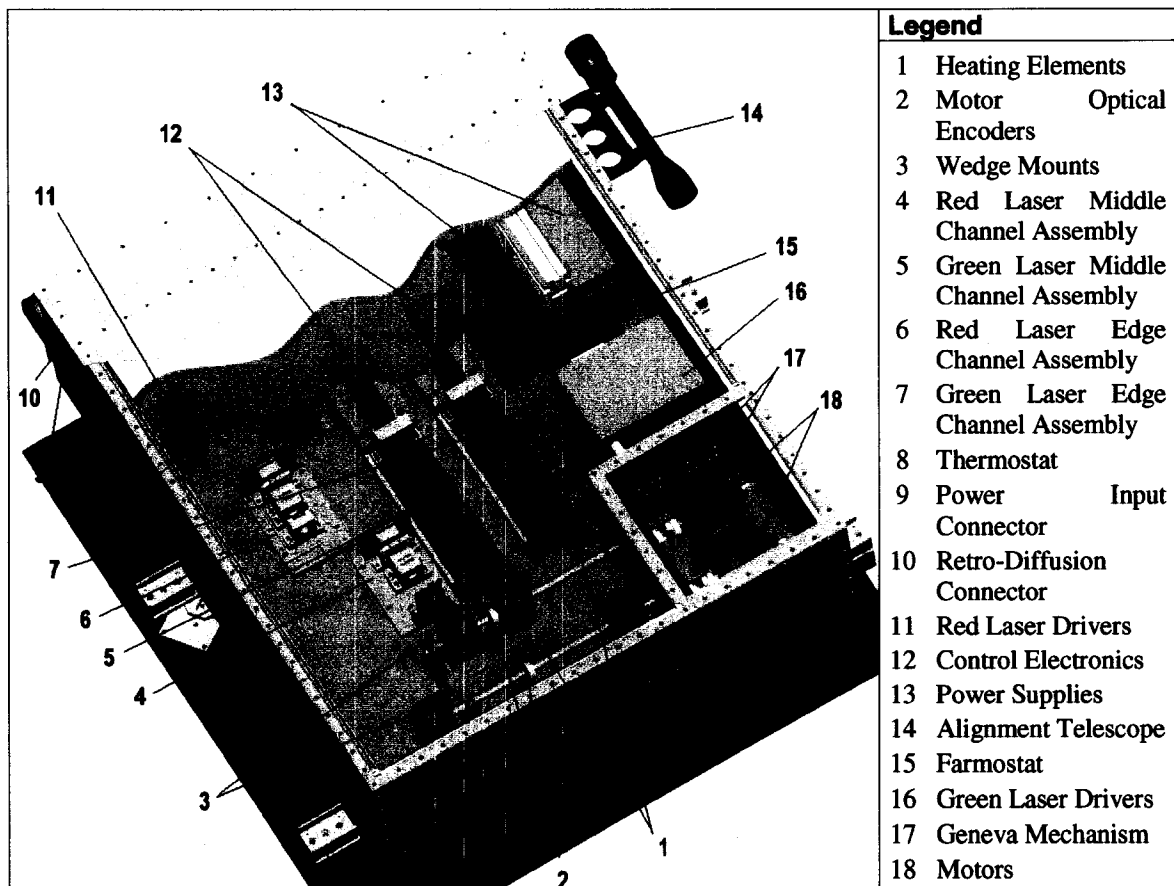 13
14
12
11
15
16
17
10
18
7
6
5
4
3
1
2
Legend
1 Heating Elements
2 Motor Optical
Encoders
3 Wedge Mounts
4 Red Laser Middle
Channel Assembly
5 Green Laser Middle
Channel Assembly
6 Red Laser Edge
Channel Assembly
7 Green Laser Edge
Channel Assembly
8 Thermostat
9 Power Input
Connector
10 Retro-Diffusion
Connector
11 Red Laser Drivers
12 Control Electronics
13 Power Supplies
14 Alignment Telescope
15 Farmostat
16 Green Laser Drivers
17 Geneva Mechanism
18 Motors